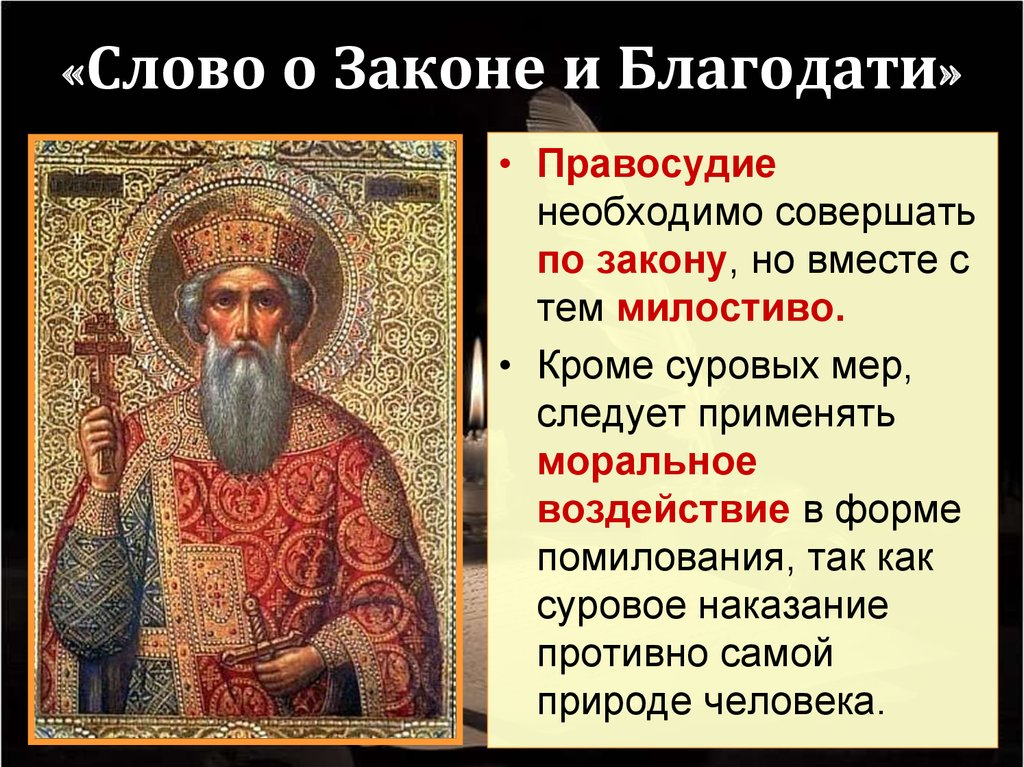 «Слово о Законе и Благодати»
• Правосудие
необходимо совершать
по закону, но вместе с
тем милостиво.
• Кроме суровых мер,
следует применять
моральное
воздействие в форме
помилования, так как
суровое наказание
противно самой
природе человека.